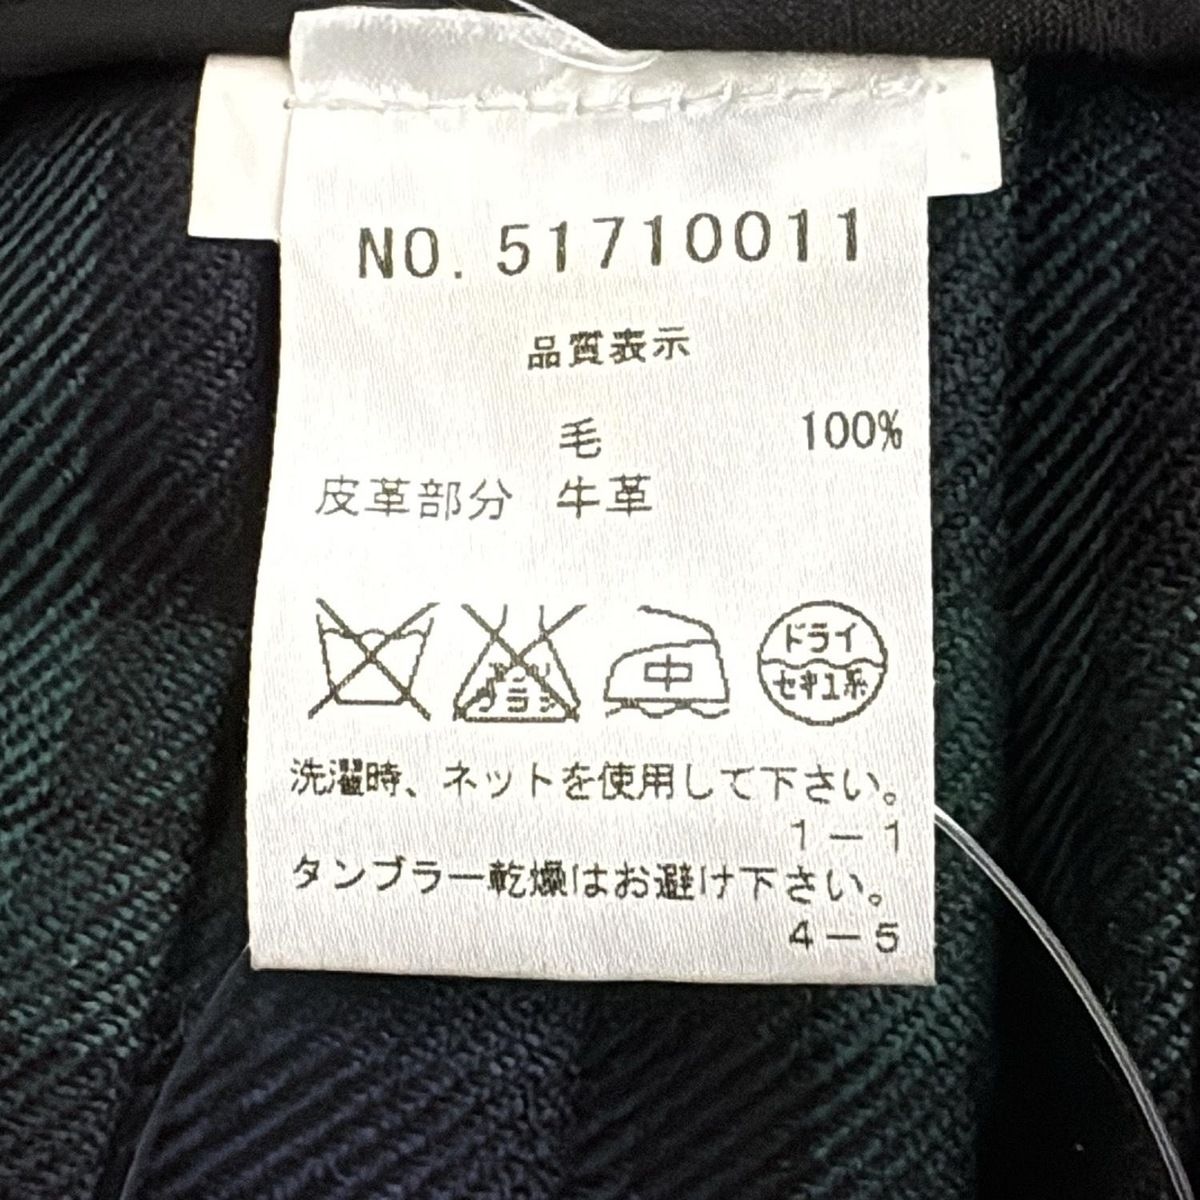 NO. 51710011
品質表示
毛 100%
皮革部分 牛革
中 ドライ
セキユ系
洗濯時、ネットを使用して下さい。
1-1
タンブラー乾燥はお避け下さい。
4-5